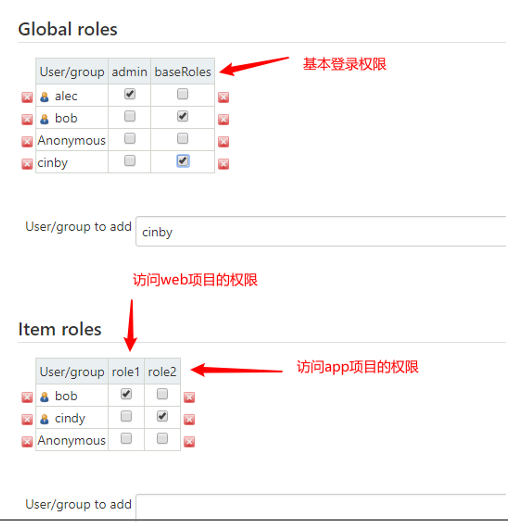 Global roles
User/group admin baseRoles
基本登录权限
alec
bob
Anonymous
cinby
User/group to add cinby
访问web项目的权限
Item roles
User/group role1 role2
访问app项目的权限
bob
cindy
Anonymous
User/group to add